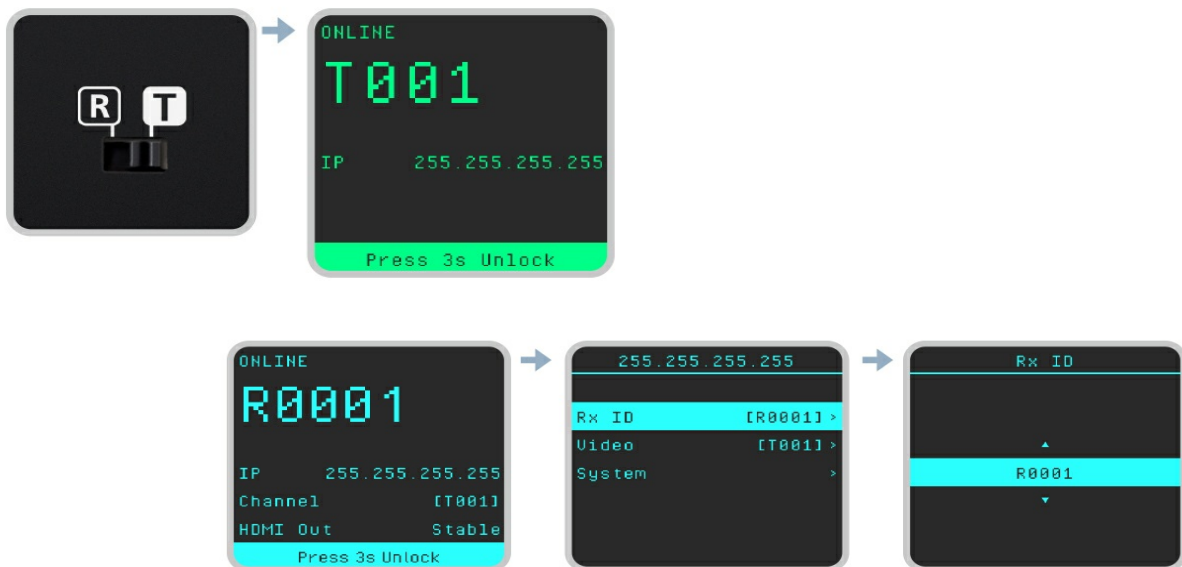 R T
ONLINE
T001
IP 255.255.255.255
Press 3s Unlock
ONLINE
R0001
IP 255.255.255.255
Channel [T001]
HDMI Out Stable
Press 3s Unlock
255.255.255.255
Rx ID [R0001] >
Video [T001] >
System >
Rx ID
R0001